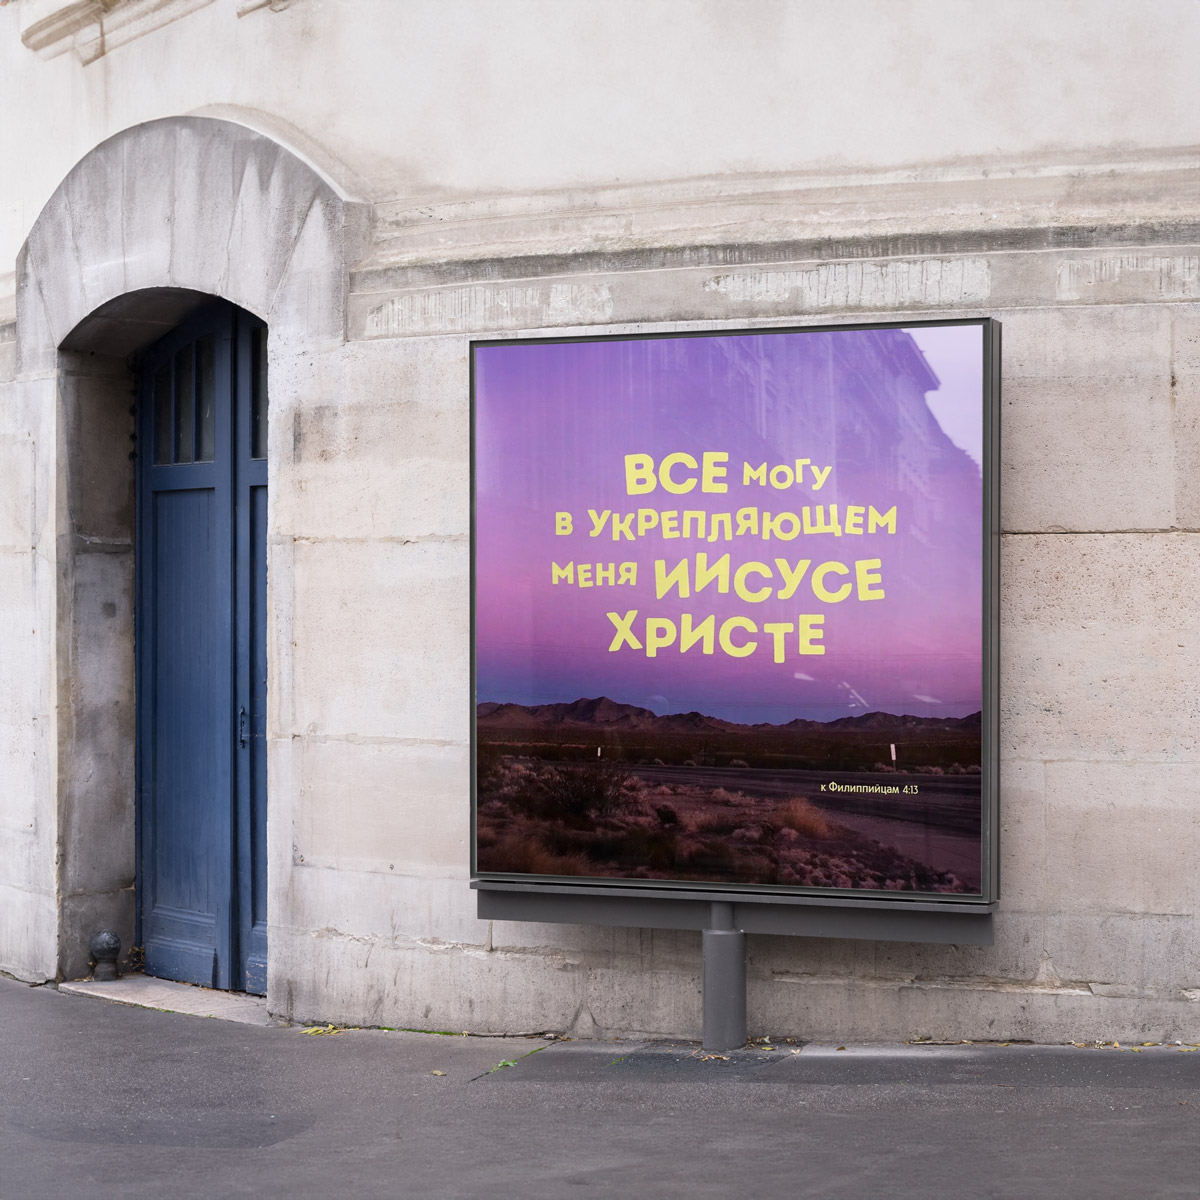 ВСЕ МОГУ
В УКРЕПЛЯЮЩЕМ
МЕНЯ ИИСУСЕ
ХРИСТЕ
к Филиппийцам 4:13